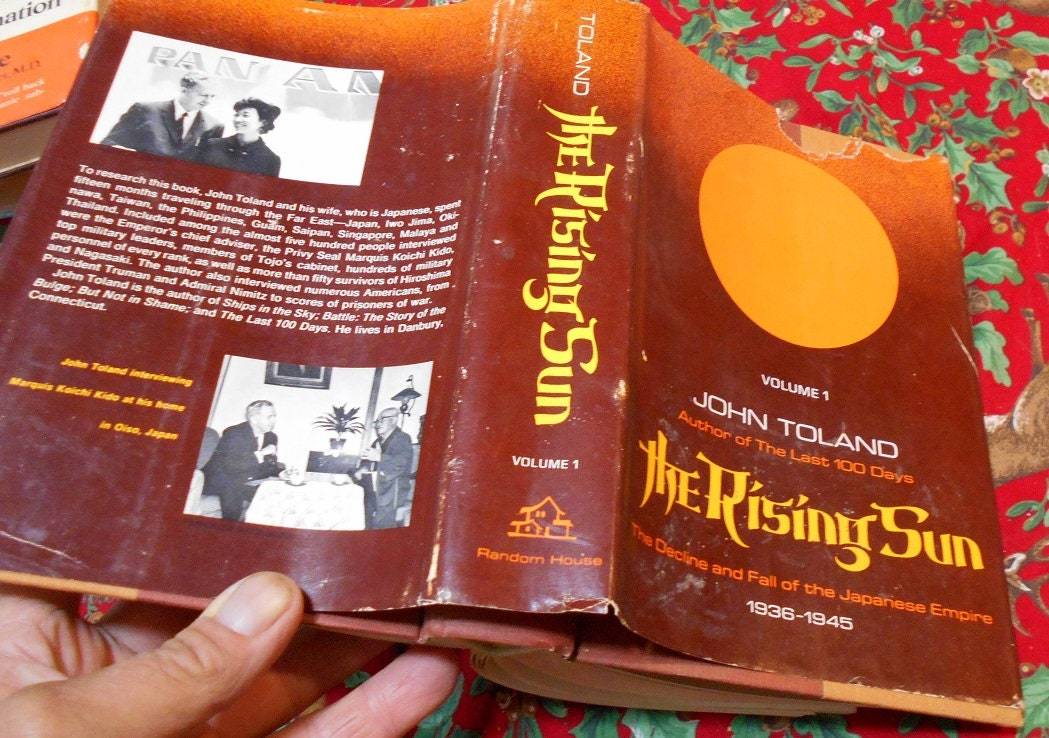 nation
e
M.D.
PAN AM
To research this book, John Toland and his wife, who is Japanese, spent
fifteen months traveling through the Far East—Japan, Iwo Jima, Oki-
nawa, Taiwan, the Philippines, Guam, Saipan, Singapore, Malaya and
Thailand. Included among the almost five hundred people interviewed
were the Emperor's chief adviser, the Privy Seal Marquis Koichi Kido,
top military leaders, members of Tojo's cabinet, hundreds of military
personnel of every rank, as well as more than fifty survivors of Hiroshima
and Nagasaki. The author also interviewed numerous Americans, from
President Truman and Admiral Nimitz to scores of prisoners of war.
John Toland is the author of Ships in the Sky; Battle: The Story of the
Bulge; But Not in Shame; and The Last 100 Days. He lives in Danbury,
Connecticut.
John Toland interviewing
Marquis Koichi Kido at his home
in Oiso, Japan
TOLAND
The Rising Sun
VOLUME 1
Random House
VOLUME 1
JOHN TOLAND
Author of The Last 100 Days
The Rising Sun
The Decline and Fall of the Japanese Empire
1936-1945